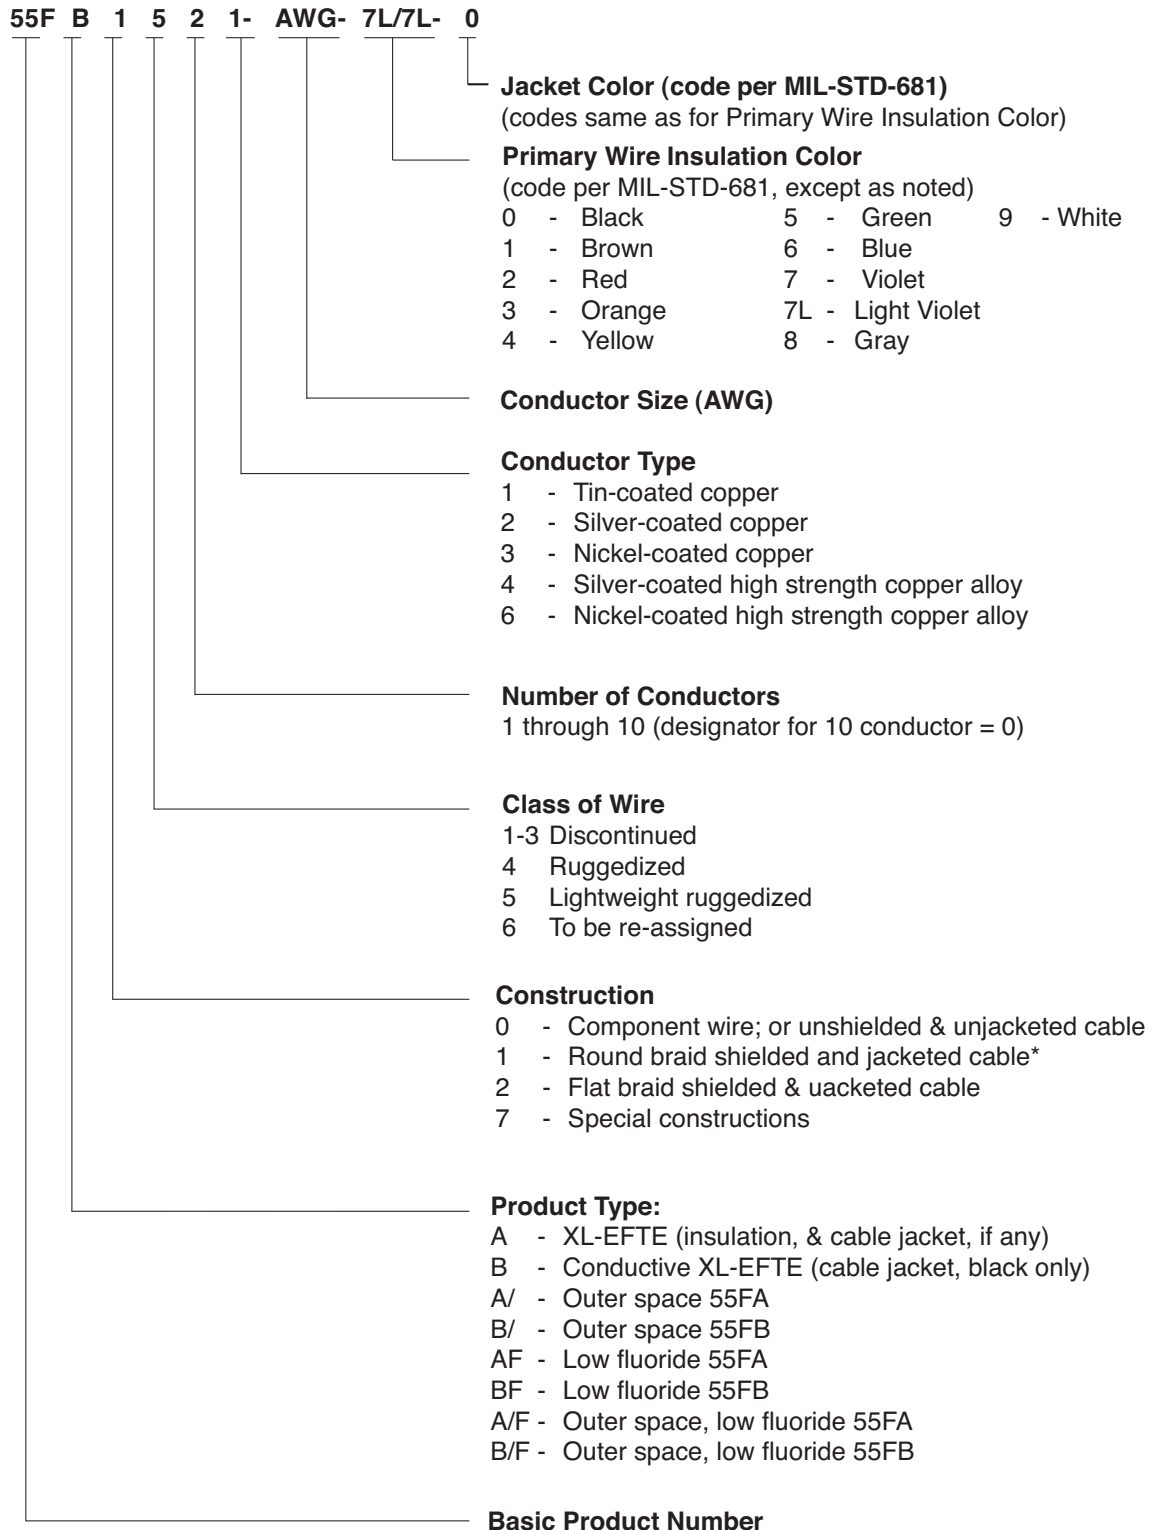 55F B 1 5 2 1- AWG- 7L/7L- 0
Jacket Color (code per MIL-STD-681)
(codes same as for Primary Wire Insulation Color)
Primary Wire Insulation Color
(code per MIL-STD-681, except as noted)
0 - Black 5 - Green 9 - White
1 - Brown 6 - Blue
2 - Red 7 - Violet
3 - Orange 7L - Light Violet
4 - Yellow 8 - Gray
Conductor Size (AWG)
Conductor Type
1 - Tin-coated copper
2 - Silver-coated copper
3 - Nickel-coated copper
4 - Silver-coated high strength copper alloy
6 - Nickel-coated high strength copper alloy
Number of Conductors
1 through 10 (designator for 10 conductor = 0)
Class of Wire
1-3 Discontinued
4 Ruggedized
5 Lightweight ruggedized
6 To be re-assigned
Construction
0 - Component wire; or unshielded & unjacketed cable
1 - Round braid shielded and jacketed cable*
2 - Flat braid shielded & uacketed cable
7 - Special constructions
Product Type:
A - XL-EFTE (insulation, & cable jacket, if any)
B - Conductive XL-EFTE (cable jacket, black only)
A/ - Outer space 55FA
B/ - Outer space 55FB
AF - Low fluoride 55FA
BF - Low fluoride 55FB
A/F - Outer space, low fluoride 55FA
B/F - Outer space, low fluoride 55FB
Basic Product Number